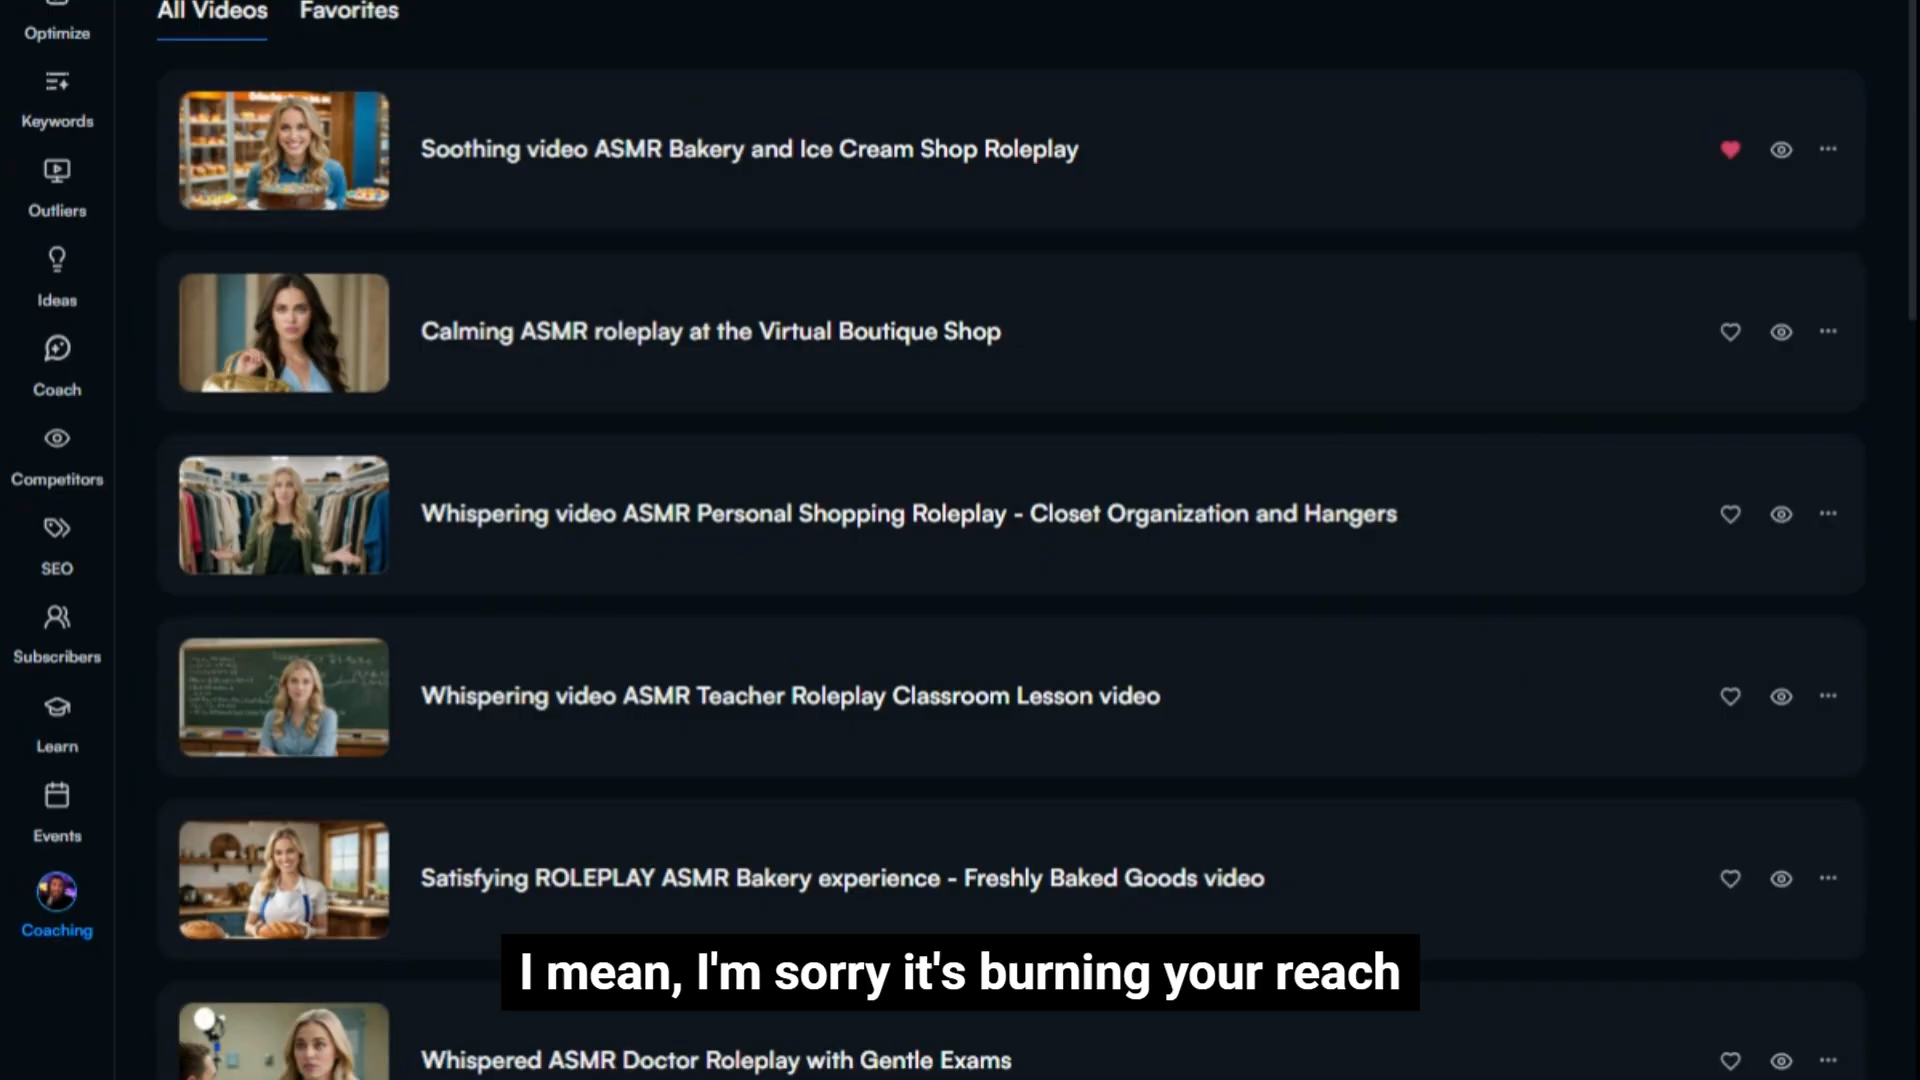 All Videos
Favorites
Optimize
Keywords
Outliers
Ideas
Coach
Competitors
SEO
Subscribers
Learn
Events
Coaching
Soothing video ASMR Bakery and Ice Cream Shop Roleplay
Calming ASMR roleplay at the Virtual Boutique Shop
Whispering video ASMR Personal Shopping Roleplay - Closet Organization and Hangers
Whispering video ASMR Teacher Roleplay Classroom Lesson video
Satisfying ROLEPLAY ASMR Bakery experience - Freshly Baked Goods video
I mean, I'm sorry it's burning your reach
Whispered ASMR Doctor Roleplay with Gentle Exams